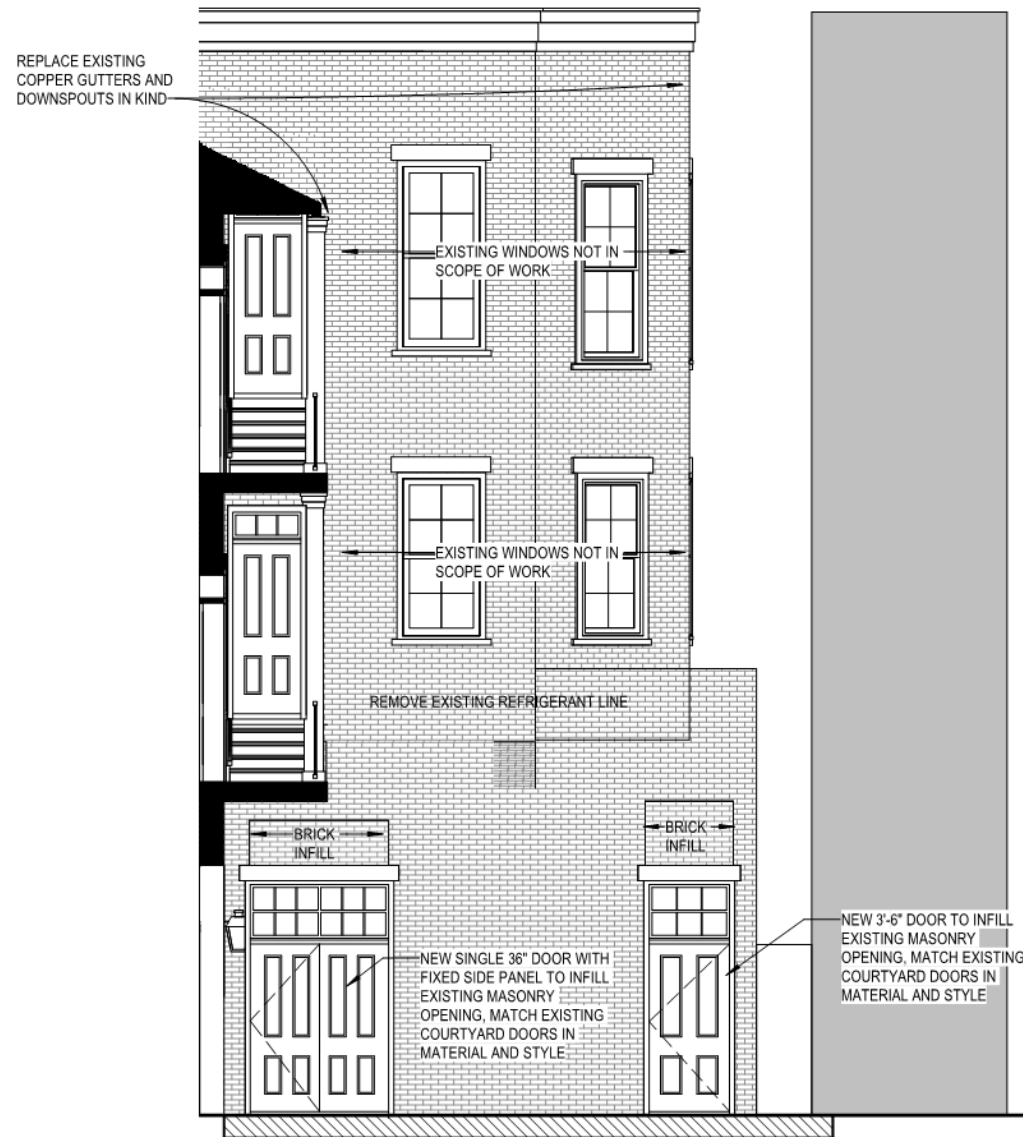 REPLACE EXISTING
COPPER GUTTERS AND
DOWNSPOUTS IN KIND
EXISTING WINDOWS NOT IN
SCOPE OF WORK
EXISTING WINDOWS NOT IN
SCOPE OF WORK
REMOVE EXISTING REFRIGERANT LINE
BRICK
INFILL
BRICK
INFILL
NEW SINGLE 36" DOOR WITH
FIXED SIDE PANEL TO INFILL
EXISTING MASONRY
OPENING, MATCH EXISTING
COURTYARD DOORS IN
MATERIAL AND STYLE
NEW 3'-6" DOOR TO INFILL
EXISTING MASONRY
OPENING, MATCH EXISTING
COURTYARD DOORS IN
MATERIAL AND STYLE